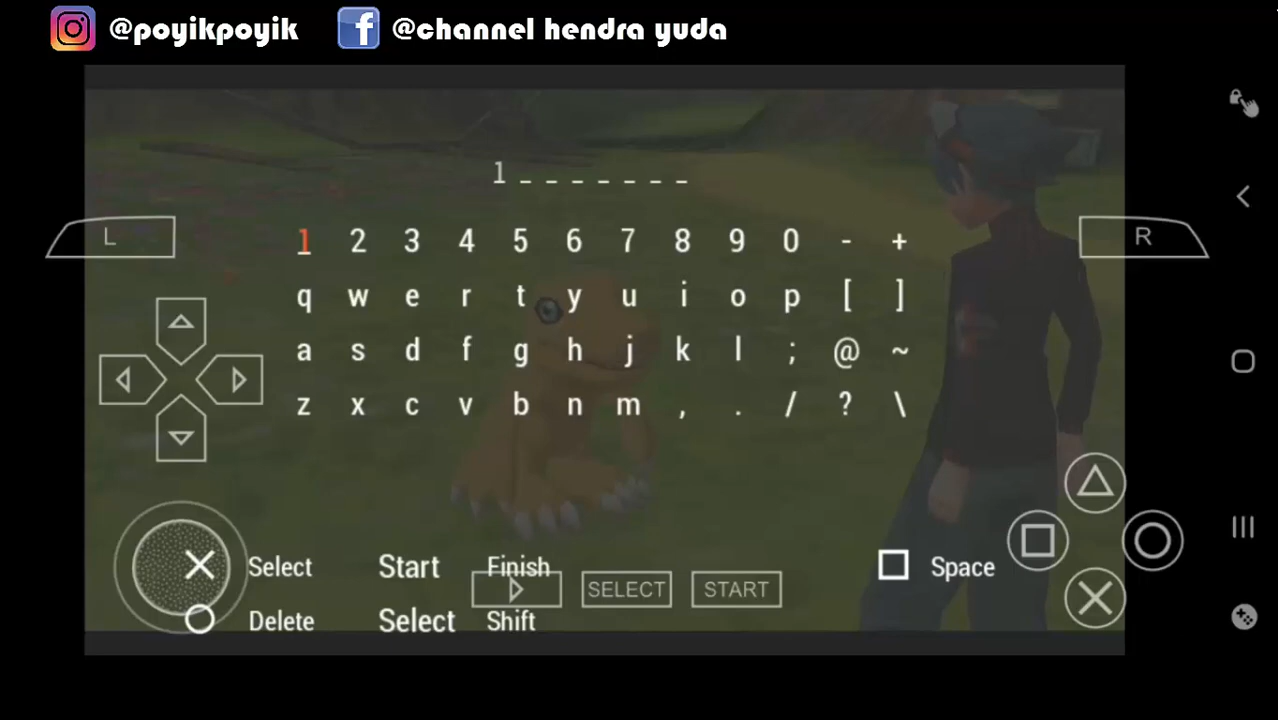 @poyikpoyik @channel hendra yuda
1 _ _ _ _ _ _ _
L R
1 2 3 4 5 6 7 8 9 0 - +
q w e r t y u i o p [ ]
a s d f g h j k l ; @ ~
z x c v b n m , . / ? \
Select Start Finish Space
SELECT START
Delete Select Shift